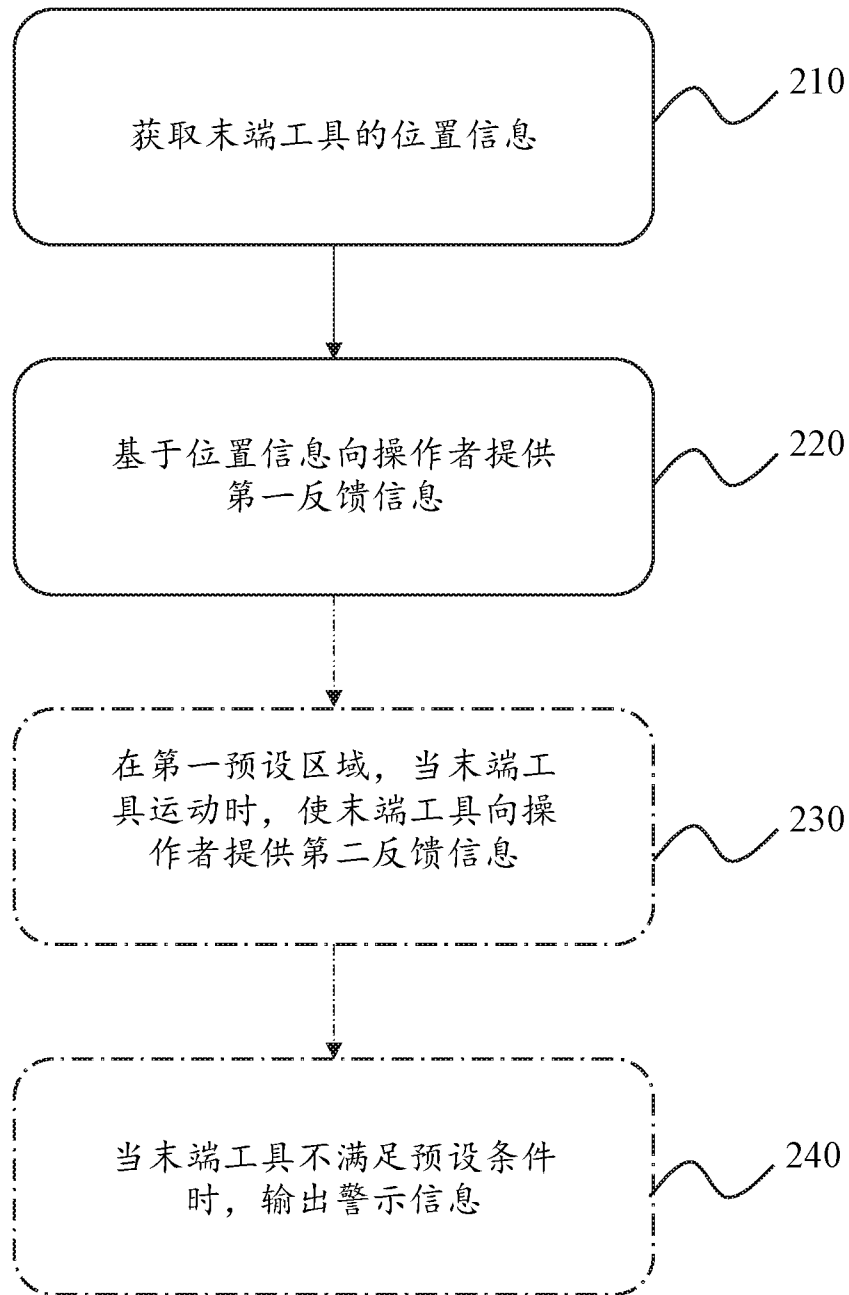 获取末端工具的位置信息
210
基于位置信息向操作者提供
第一反馈信息
220
在第一预设区域，当末端工
具运动时，使末端工具向操
作者提供第二反馈信息
230
当末端工具不满足预设条件
时，输出警示信息
240